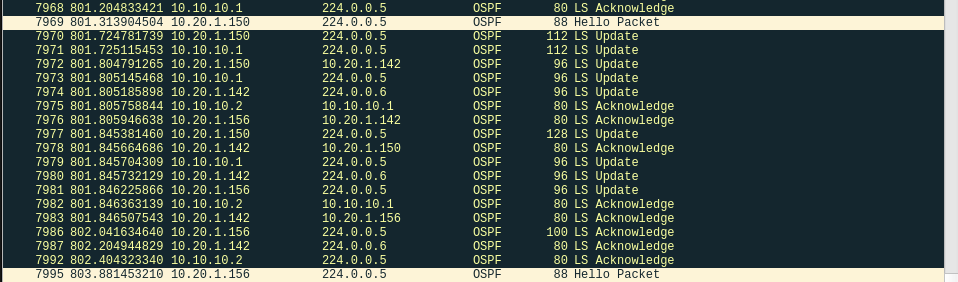 7968 801.204833421 10.10.10.1 224.0.0.5 OSPF 80 LS Acknowledge
7969 801.313904504 10.20.1.150 224.0.0.5 OSPF 88 Hello Packet
7970 801.724781739 10.20.1.150 224.0.0.5 OSPF 112 LS Update
7971 801.725115453 10.10.10.1 224.0.0.5 OSPF 112 LS Update
7972 801.804791265 10.20.1.150 10.20.1.142 OSPF 96 LS Update
7973 801.805145468 10.10.10.1 224.0.0.5 OSPF 96 LS Update
7974 801.805185898 10.20.1.142 224.0.0.6 OSPF 96 LS Update
7975 801.805758844 10.10.10.2 10.10.10.1 OSPF 80 LS Acknowledge
7976 801.805946638 10.20.1.156 10.20.1.142 OSPF 80 LS Acknowledge
7977 801.845381460 10.20.1.150 224.0.0.5 OSPF 128 LS Update
7978 801.845664686 10.20.1.142 10.20.1.150 OSPF 80 LS Acknowledge
7979 801.845704309 10.10.10.1 224.0.0.5 OSPF 96 LS Update
7980 801.845732129 10.20.1.142 224.0.0.6 OSPF 96 LS Update
7981 801.846225866 10.20.1.156 224.0.0.5 OSPF 96 LS Update
7982 801.846363139 10.10.10.2 10.10.10.1 OSPF 80 LS Acknowledge
7983 801.846507543 10.20.1.142 10.20.1.156 OSPF 80 LS Acknowledge
7986 802.041634640 10.20.1.156 224.0.0.5 OSPF 100 LS Acknowledge
7987 802.204944829 10.20.1.142 224.0.0.6 OSPF 80 LS Acknowledge
7992 802.404323340 10.10.10.2 224.0.0.5 OSPF 80 LS Acknowledge
7995 803.881453210 10.20.1.156 224.0.0.5 OSPF 88 Hello Packet